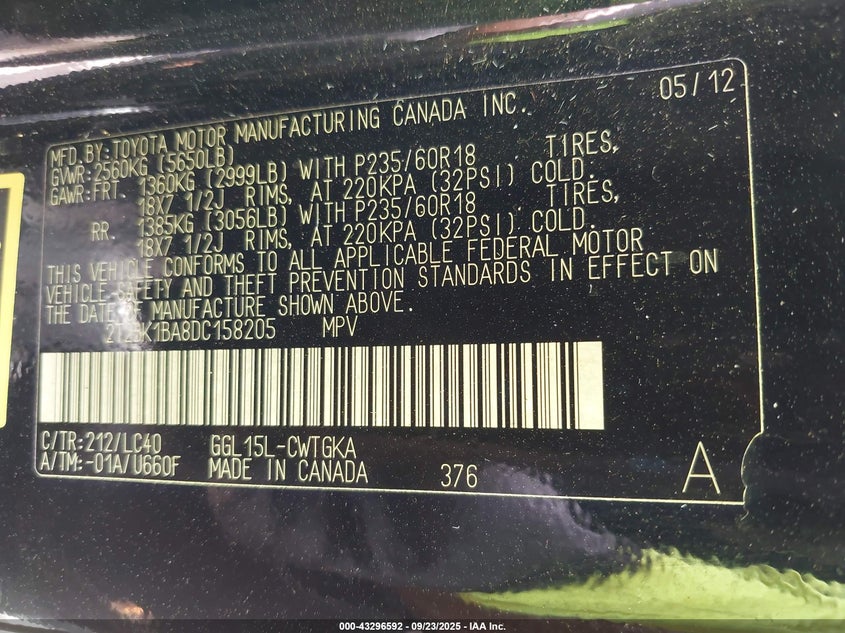 05/12
MFD. BY: TOYOTA MOTOR MANUFACTURING CANADA INC.
GVWR: 2560KG (5650LB)
GAWR: FRT. 1360KG (2999LB) WITH P235/60R18 TIRES,
18X7 1/2J RIMS, AT 220KPA (32PSI) COLD.
RR. 1385KG (3056LB) WITH P235/60R18 TIRES,
18X7 1/2J RIMS, AT 220KPA (32PSI) COLD.
THIS VEHICLE CONFORMS TO ALL APPLICABLE FEDERAL MOTOR
VEHICLE SAFETY AND THEFT PREVENTION STANDARDS IN EFFECT ON
THE DATE OF MANUFACTURE SHOWN ABOVE.
MPV
C/TR: 212/LC40 GGL15L-CWTGKA
A/TM: -01A/U660F MADE IN CANADA 376 A
000-43296592 - 09/23/2025 - IAA Inc.